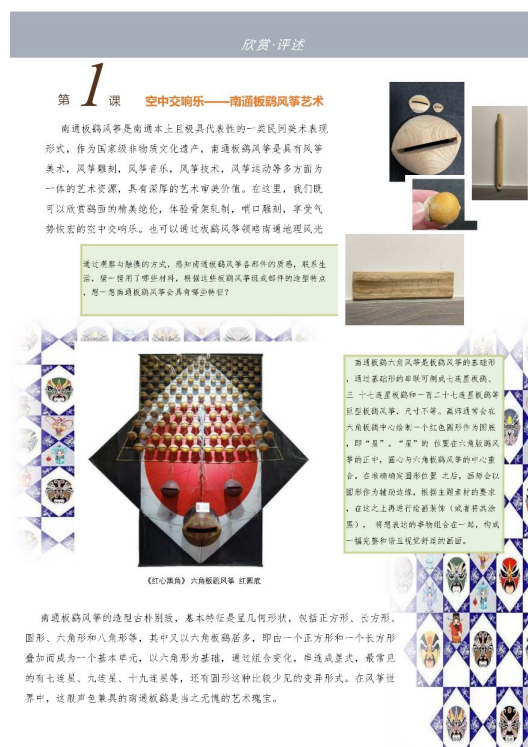 欣赏·评述
第1课 空中交响乐——南通板鹞风筝艺术
南通板鹞风筝是南通本土且极具代表性的一类民间美术表现
形式，作为国家级非物质文化遗产，南通板鹞风筝是具有风筝
美术，风筝雕刻，风筝音乐，风筝技术，风筝运动等多方面为
一体的艺术资源，具有深厚的艺术审美价值。在这里，我们既
可以欣赏鹞面的精美绝伦，体验骨架轧制，哨口雕刻，享受气
势恢宏的空中交响乐。也可以通过板鹞风筝领略南通地理风光
通过观察与触摸的方式，感知南通板鹞风筝各部件的质感，联系生
活，猜一猜用了哪些材料，根据这些板鹞风筝组成部件的造型特点
，想一想南通板鹞风筝会具有哪些特征？
南通板鹞六角风筝是板鹞风筝的基础形
，通过基础形的串联可制成七连星板鹞、
三 十七连星板鹞和一百二十七连星板鹞等
巨型板鹞风筝，尺寸不等。画师通常会在
六角板鹞中心绘制一个红色圆形作为图底
，即“星”。“星”的 位置在六角版鹞风
筝的正中，圆心与六角板鹞风筝的中心重
合。在准确确定圆形位置 之后，画师会以
圆形作为辅助边缘，根据主题素材的要求
，在这之上再进行绘画装饰（或者将其涂
黑）， 将想表达的事物组合在一起，构成
一幅完整和谐且视觉舒适的画面。
《红心黑角》 六角板鹞风筝 红圆底
南通板鹞风筝的造型古朴别致，基本特征是呈几何形状，包括正方形、长方形、
圆形、六角形和八角形等，其中又以六角板鹞居多，即由一个正方形和一个长方形
叠加而成为一个基本单元，以六角形为基础，通过组合变化，串连成星式，最常见
的有七连星、九连星、十九连星等，还有圆形这种比较少见的变异形式。在风筝世
界中，这般声色兼具的南通板鹞是当之无愧的艺术瑰宝。